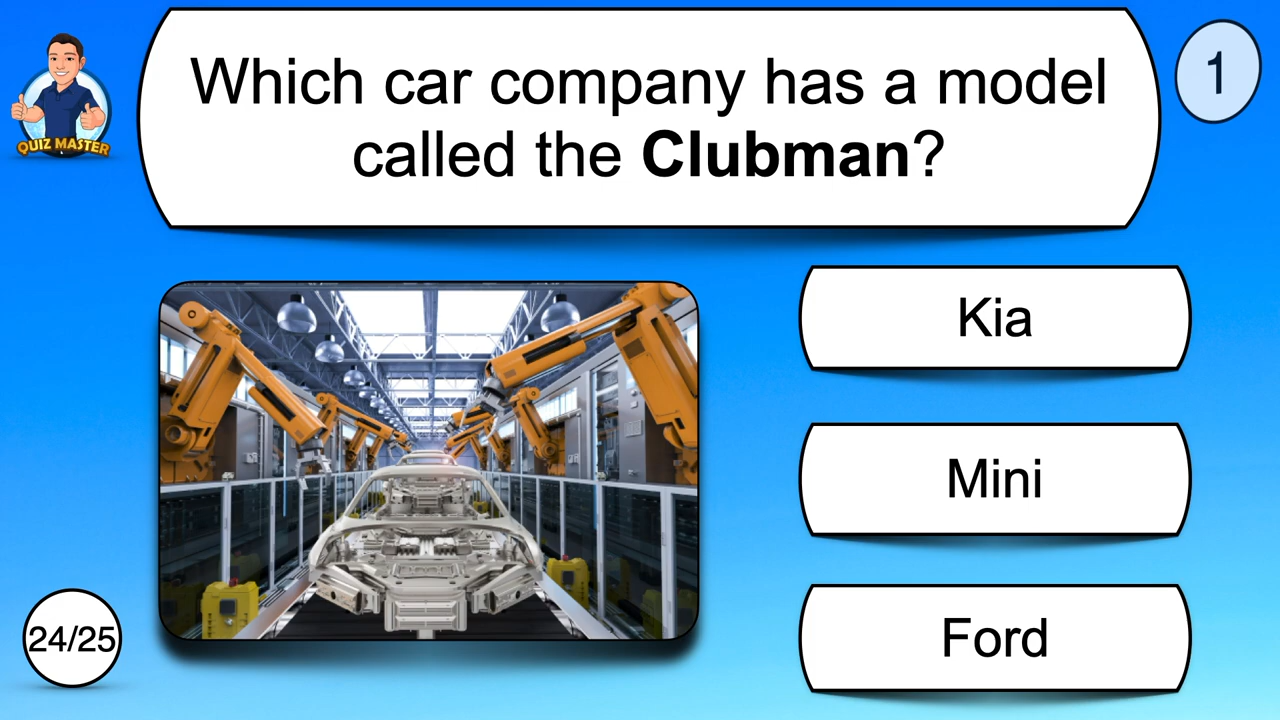 QUIZ MASTER
Which car company has a model
called the Clubman?
1
Kia
Mini
Ford
24/25